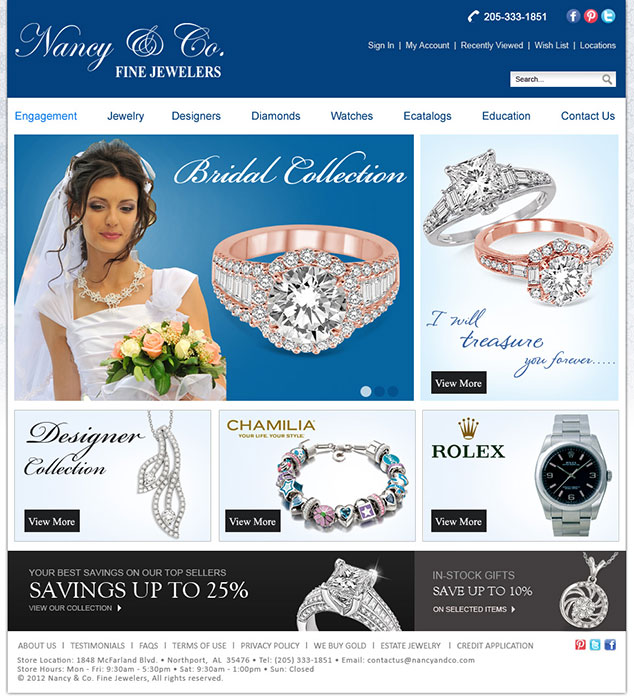 205-333-1851
Nancy & Co.
FINE JEWELERS
Sign In | My Account | Recently Viewed | Wish List | Locations
Search...
Engagement Jewelry Designers Diamonds Watches Ecatalogs Education Contact Us
Bridal Collection
I will
treasure
you forever.....
View More
Designer
Collection
View More
CHAMILIA
YOUR LIFE. YOUR STYLE.
View More
ROLEX
View More
YOUR BEST SAVINGS ON OUR TOP SELLERS
SAVINGS UP TO 25%
VIEW OUR COLLECTION
IN-STOCK GIFTS
SAVE UP TO 10%
ON SELECTED ITEMS
ABOUT US | TESTIMONIALS | FAQS | TERMS OF USE | PRIVACY POLICY | WE BUY GOLD | ESTATE JEWELRY | CREDIT APPLICATION
Store Location: 1848 McFarland Blvd. • Northport, AL 35476 • Tel: (205) 333-1851 • Email: contactus@nancyandco.com
Store Hours: Mon - Fri: 9:30am - 5:30pm • Sat: 9:30am - 1:00pm • Sun: Closed
© 2012 Nancy & Co. Fine Jewelers, All rights reserved.